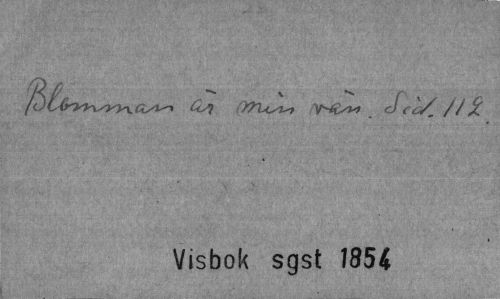 Blomman är min vän. Sid. 112.
Visbok sgst 1854